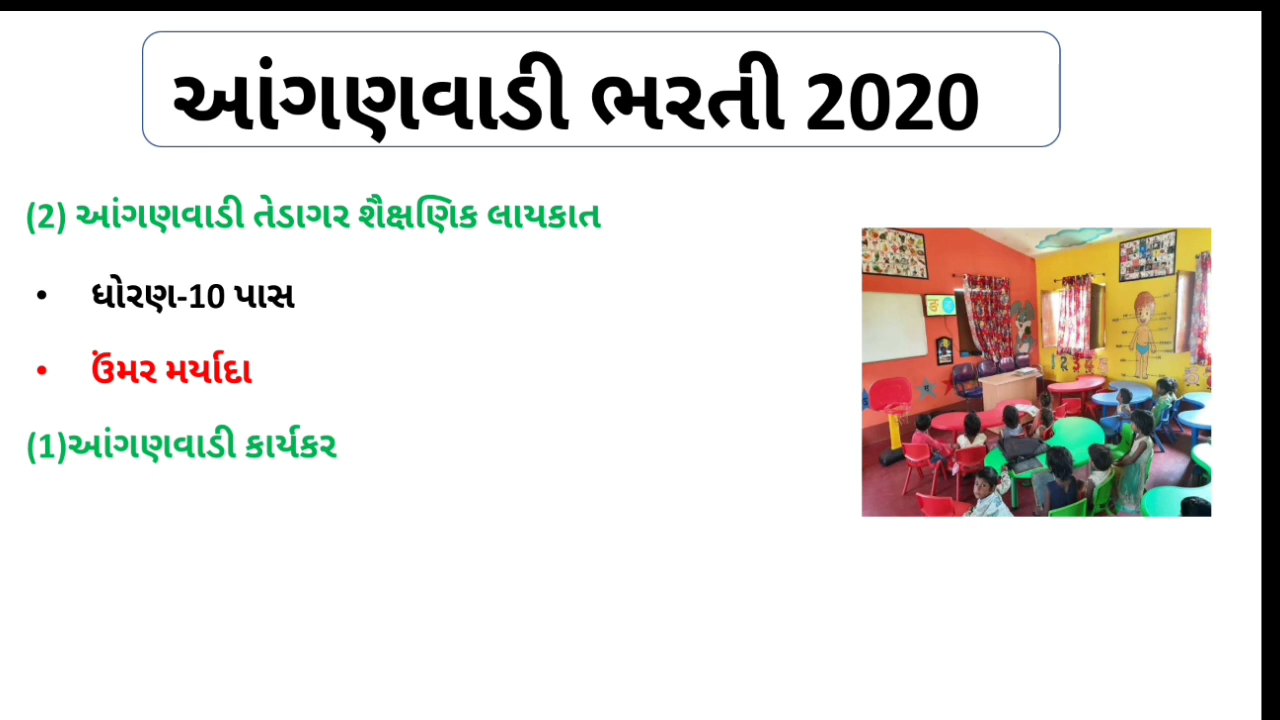 આંગણવાડી ભરતી 2020
(2) આંગણવાડી તેડાગર શૈક્ષણિક લાયકાત
• ધોરણ-10 પાસ
• ઉંમર મર્યાદા
(1)આંગણવાડી કાર્યકર